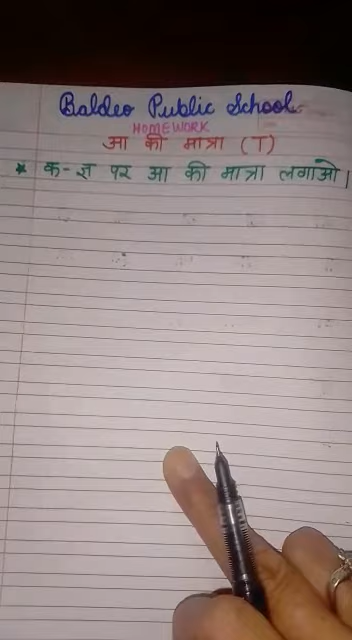 Baldeo Public School
HOMEWORK
आ की मात्रा (ा)
* क-ज्ञ पर आ की मात्रा लगाओ।